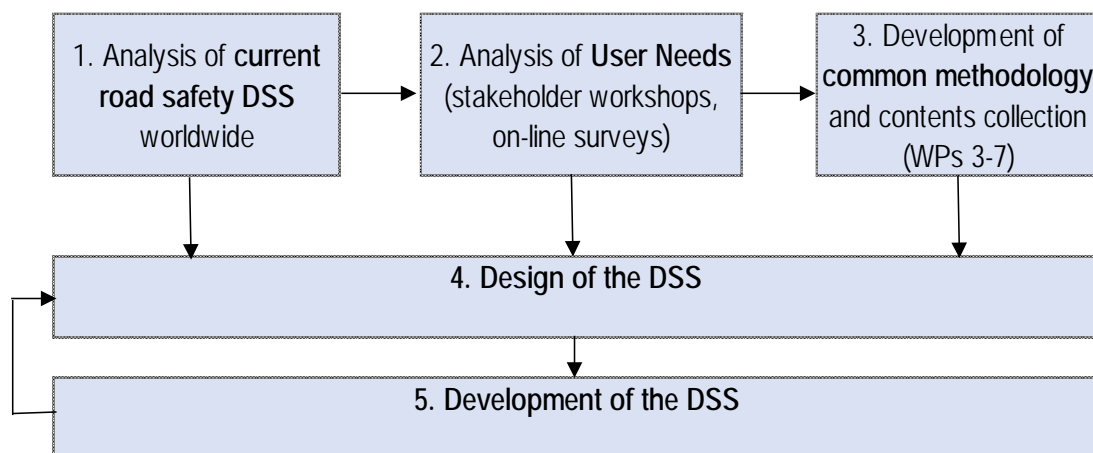 1. Analysis of current
road safety DSS
worldwide
2. Analysis of User Needs
(stakeholder workshops,
on-line surveys)
3. Development of
common methodology
and contents collection
(WPs 3-7)
4. Design of the DSS
5. Development of the DSS